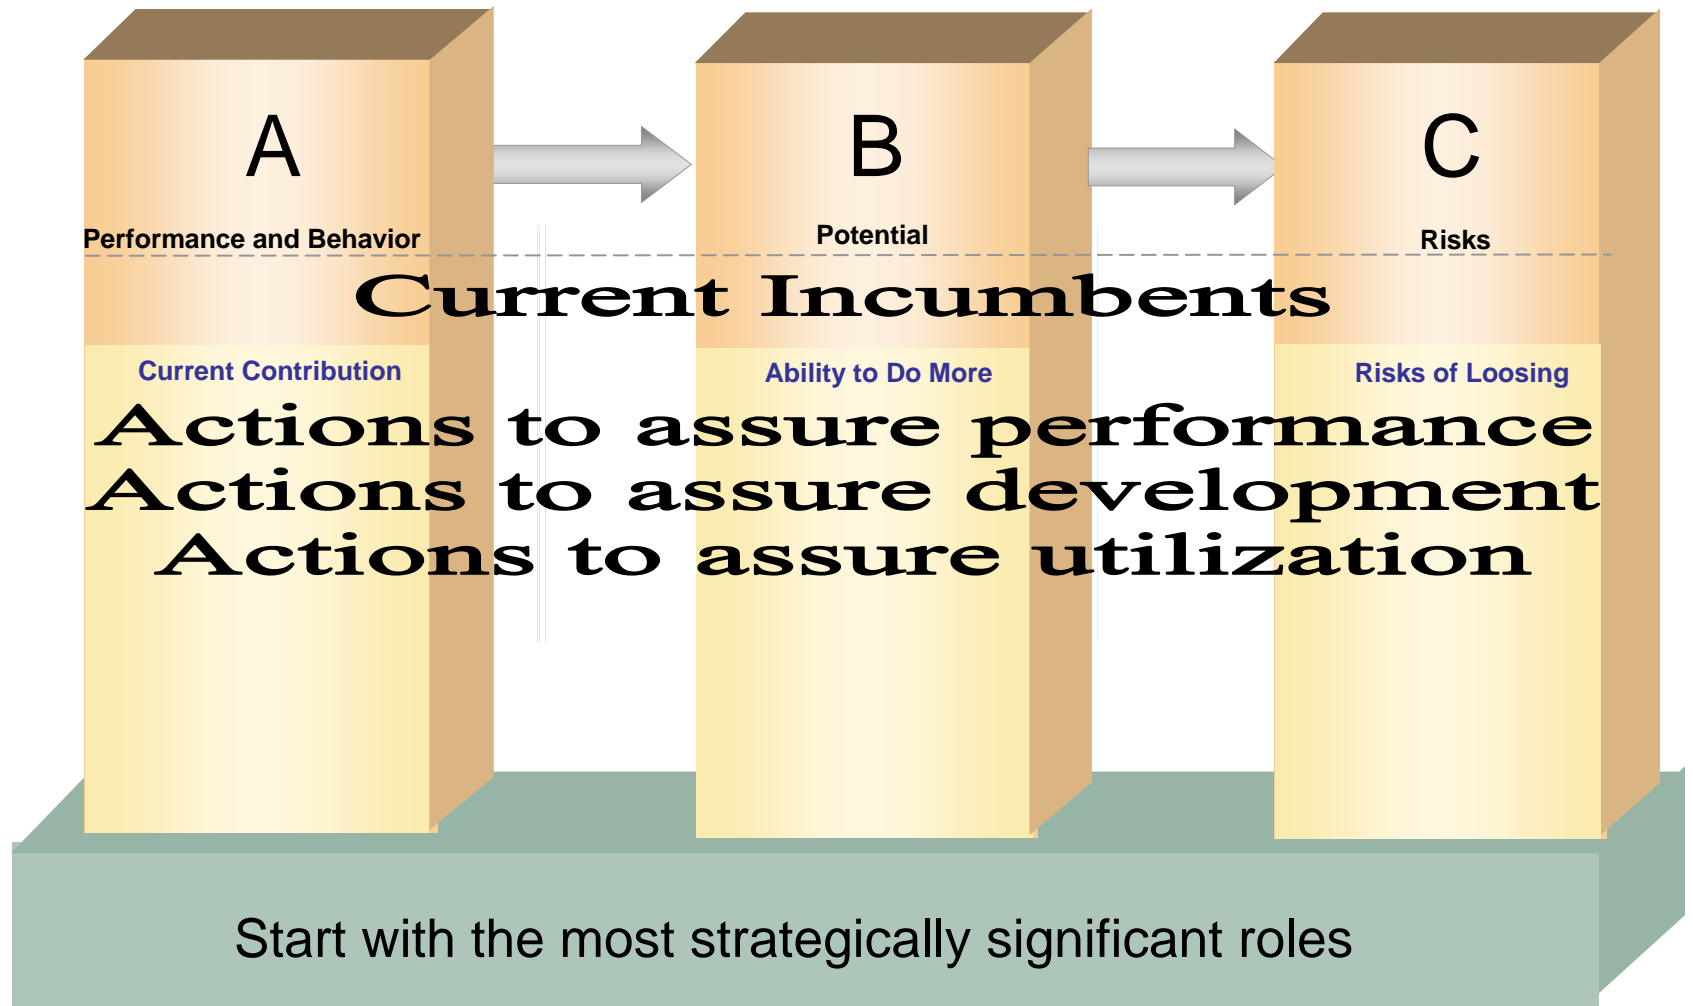 A
B
C
Performance and Behavior
Potential
Risks
Current Incumbents
Current Contribution
Ability to Do More
Risks of Loosing
Actions to assure performance
Actions to assure development
Actions to assure utilization
Start with the most strategically significant roles